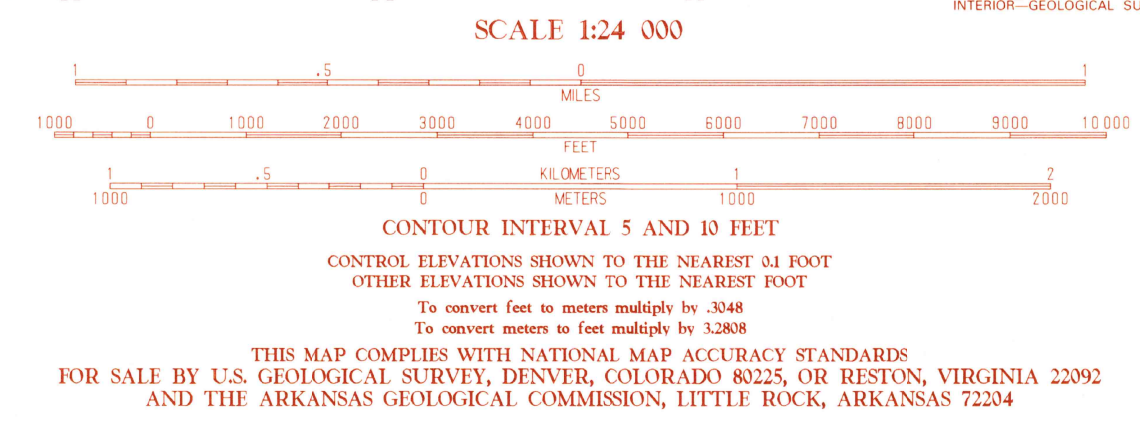 INTERIOR—GEOLOGICAL SU
SCALE 1:24 000
1 .5 0 1
MILES
1000 0 1000 2000 3000 4000 5000 6000 7000 8000 9000 10 000
FEET
1 .5 0 KILOMETERS 1 2
1000 0 METERS 1000 2000
CONTOUR INTERVAL 5 AND 10 FEET
CONTROL ELEVATIONS SHOWN TO THE NEAREST 0.1 FOOT
OTHER ELEVATIONS SHOWN TO THE NEAREST FOOT
To convert feet to meters multiply by .3048
To convert meters to feet multiply by 3.2808
THIS MAP COMPLIES WITH NATIONAL MAP ACCURACY STANDARDS
FOR SALE BY U.S. GEOLOGICAL SURVEY, DENVER, COLORADO 80225, OR RESTON, VIRGINIA 22092
AND THE ARKANSAS GEOLOGICAL COMMISSION, LITTLE ROCK, ARKANSAS 72204